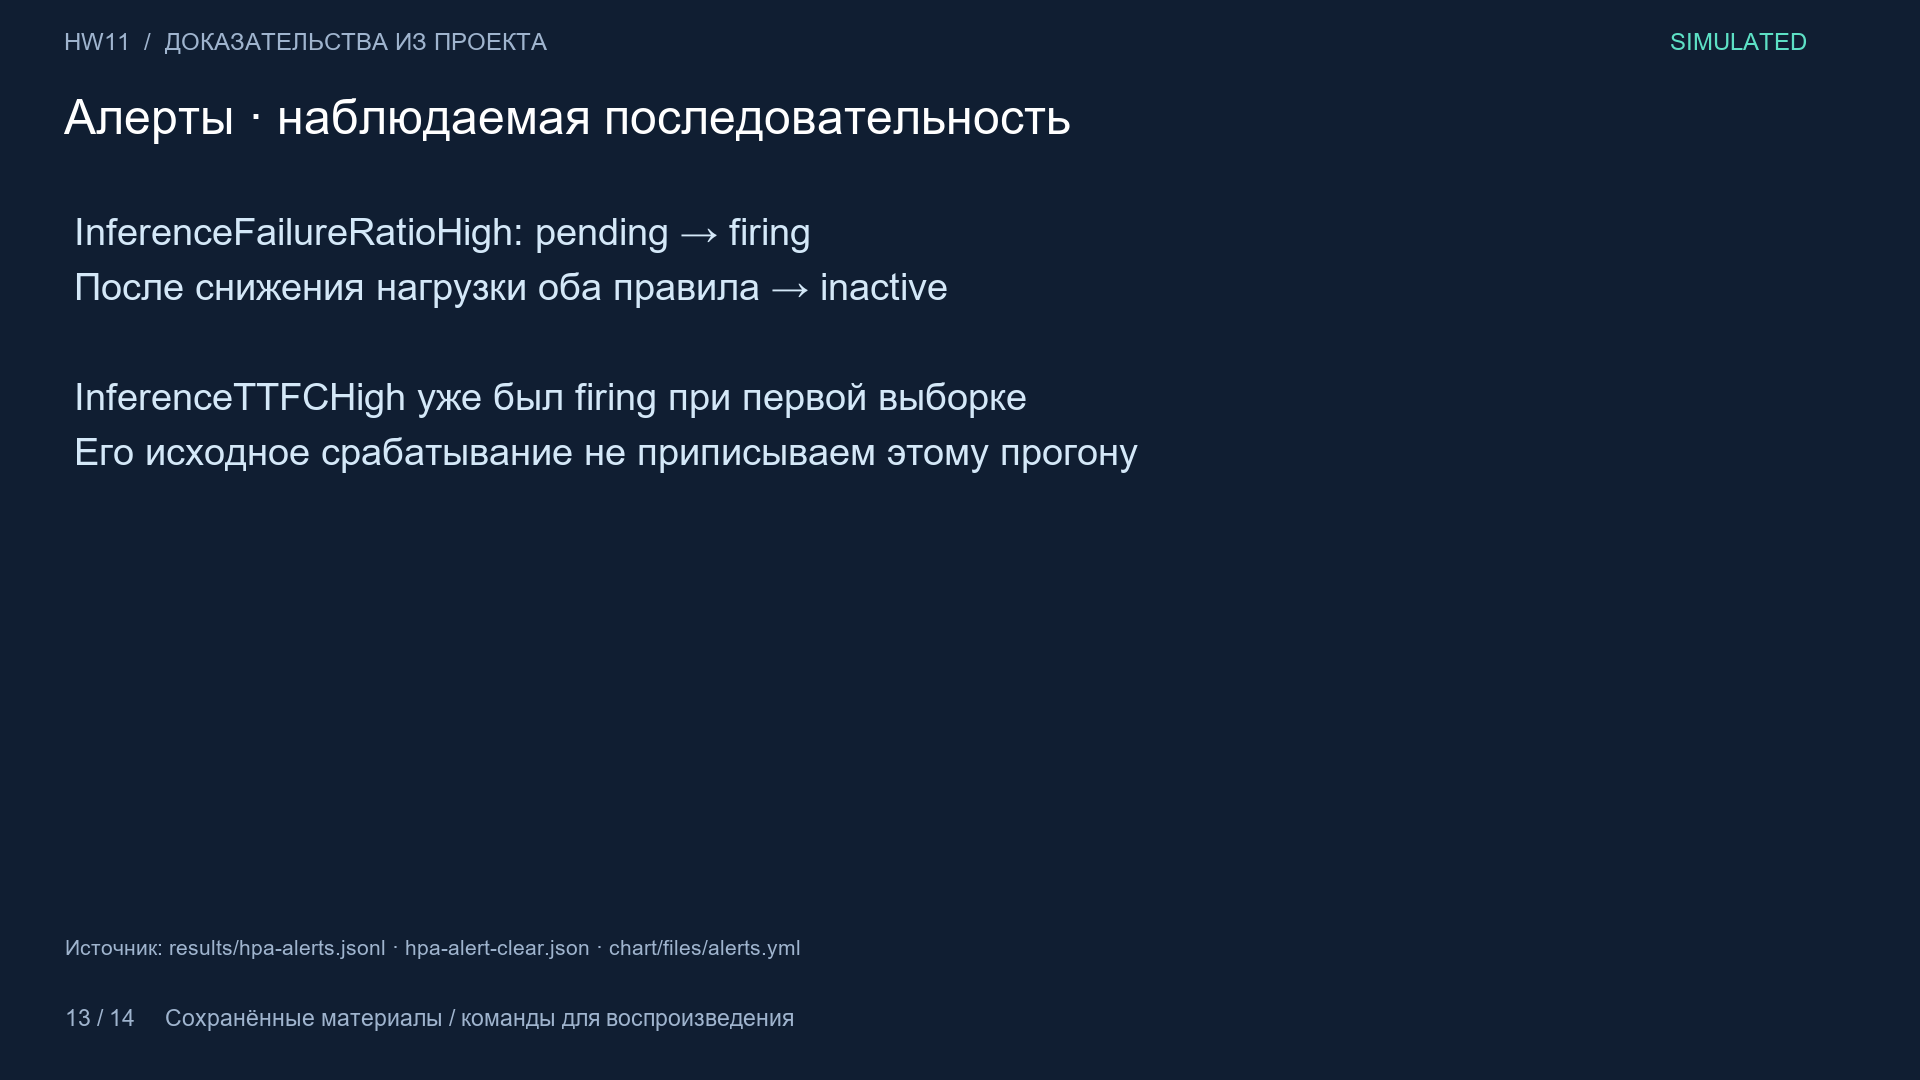 HW11 / ДОКАЗАТЕЛЬСТВА ИЗ ПРОЕКТА
SIMULATED
Алерты · наблюдаемая последовательность
InferenceFailureRatioHigh: pending → firing
После снижения нагрузки оба правила → inactive
InferenceTTFCHigh уже был firing при первой выборке
Его исходное срабатывание не приписываем этому прогону
Источник: results/hpa-alerts.jsonl · hpa-alert-clear.json · chart/files/alerts.yml
13 / 14 Сохранённые материалы / команды для воспроизведения